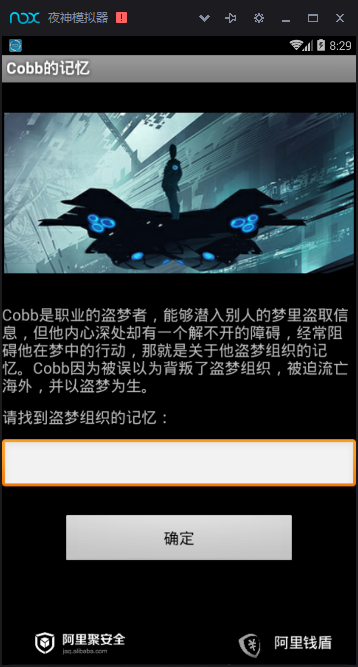 nox 夜神模拟器
8:29
Cobb的记忆
Cobb是职业的盗梦者，能够潜入别人的梦里盗取信
息，但他内心深处却有一个解不开的障碍，经常阻
碍他在梦中的行动，那就是关于他盗梦组织的记
忆。Cobb因为被误以为背叛了盗梦组织，被迫流亡
海外，并以盗梦为生。
请找到盗梦组织的记忆：
确定
阿里聚安全
jaq.alibaba.com
阿里钱盾